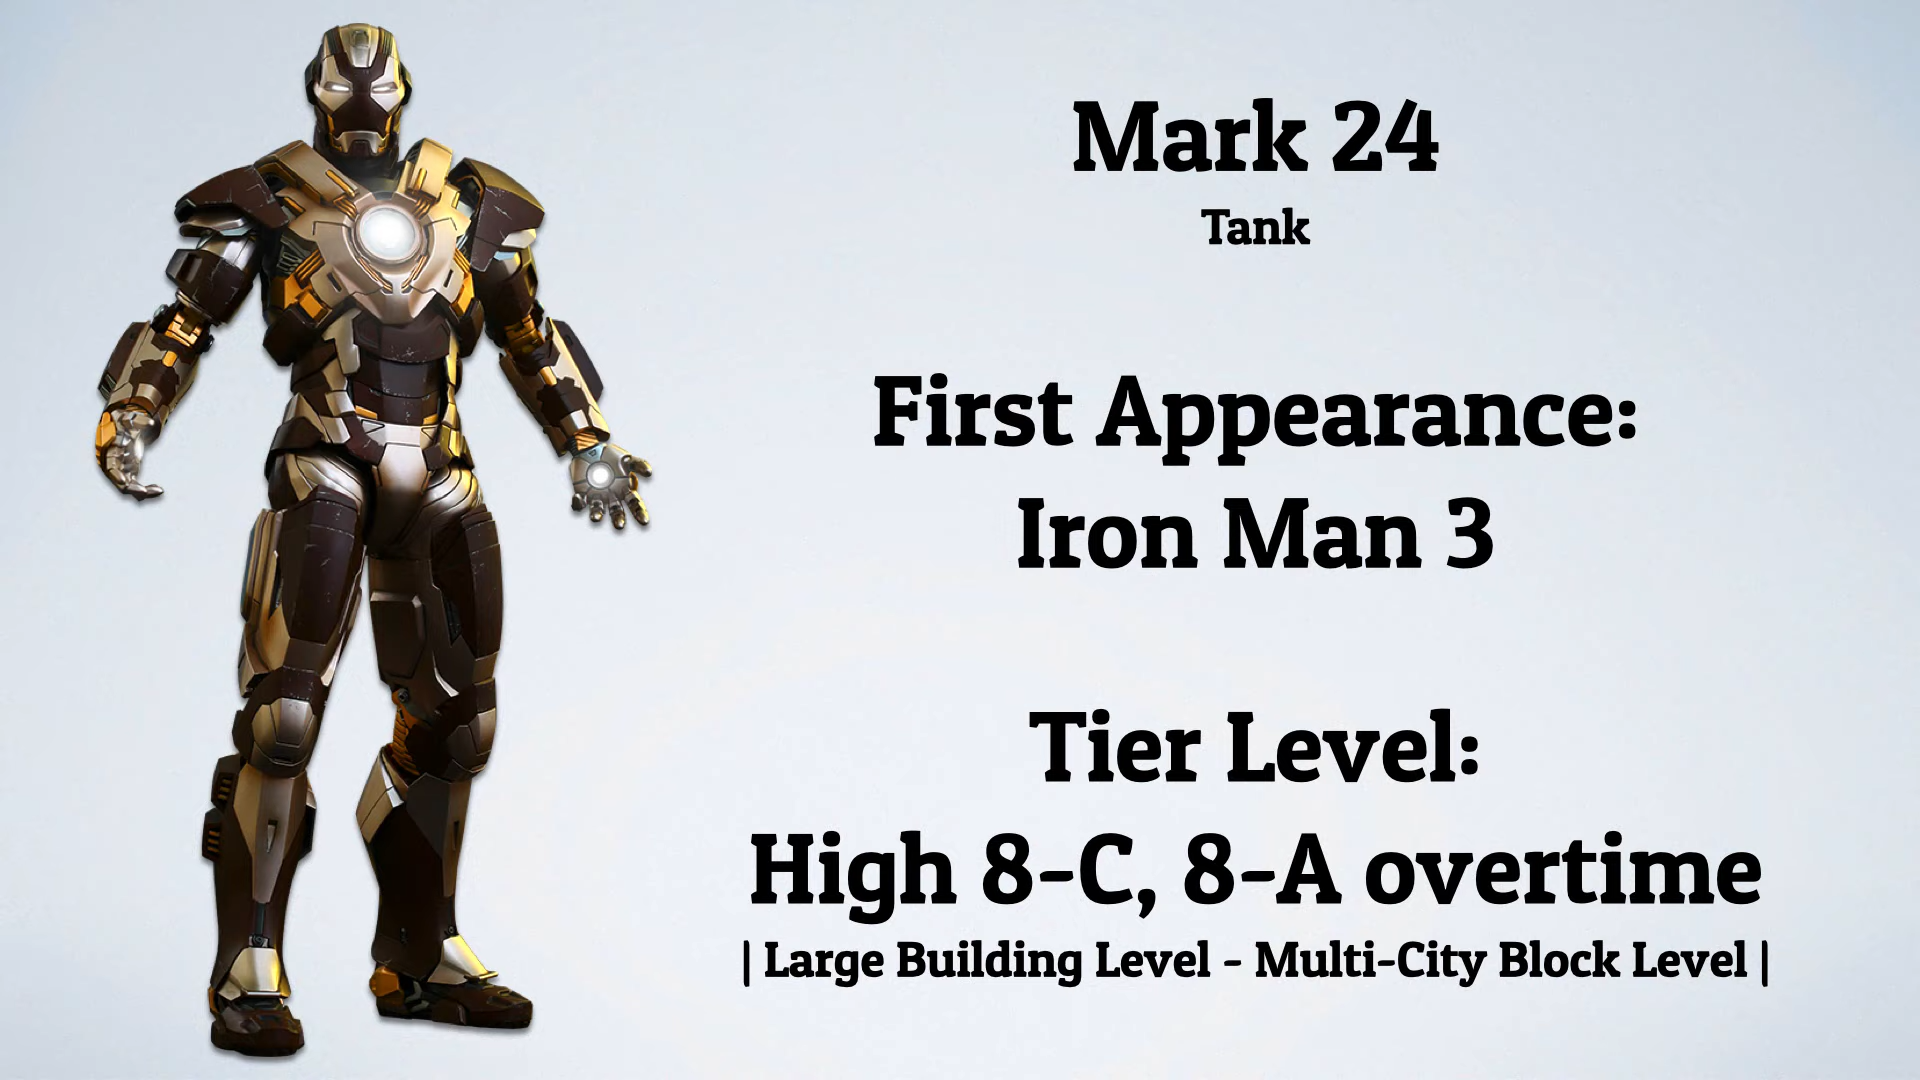 Mark 24
Tank
First Appearance:
Iron Man 3
Tier Level:
High 8-C, 8-A overtime
| Large Building Level - Multi-City Block Level |